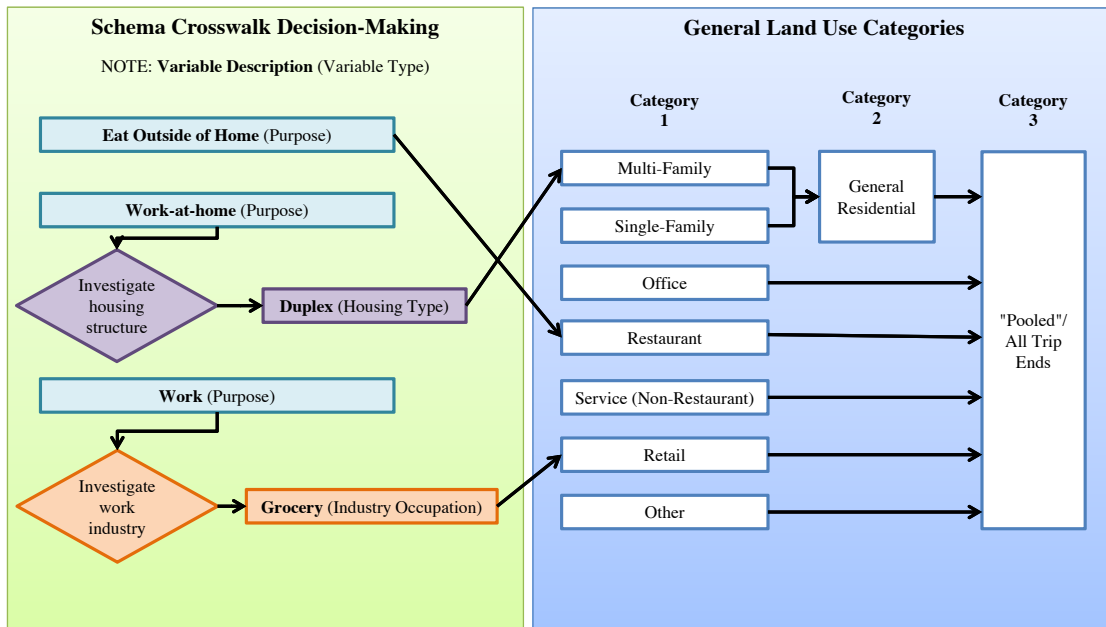 Schema Crosswalk Decision-Making
NOTE: Variable Description (Variable Type)
Eat Outside of Home (Purpose)
Work-at-home (Purpose)
Investigate
housing
structure
Duplex (Housing Type)
Work (Purpose)
Investigate
work
industry
Grocery (Industry Occupation)
General Land Use Categories
Category
1
Category
2
Category
3
Multi-Family
Single-Family
General
Residential
Office
Restaurant
Service (Non-Restaurant)
Retail
Other
"Pooled"/
All Trip
Ends